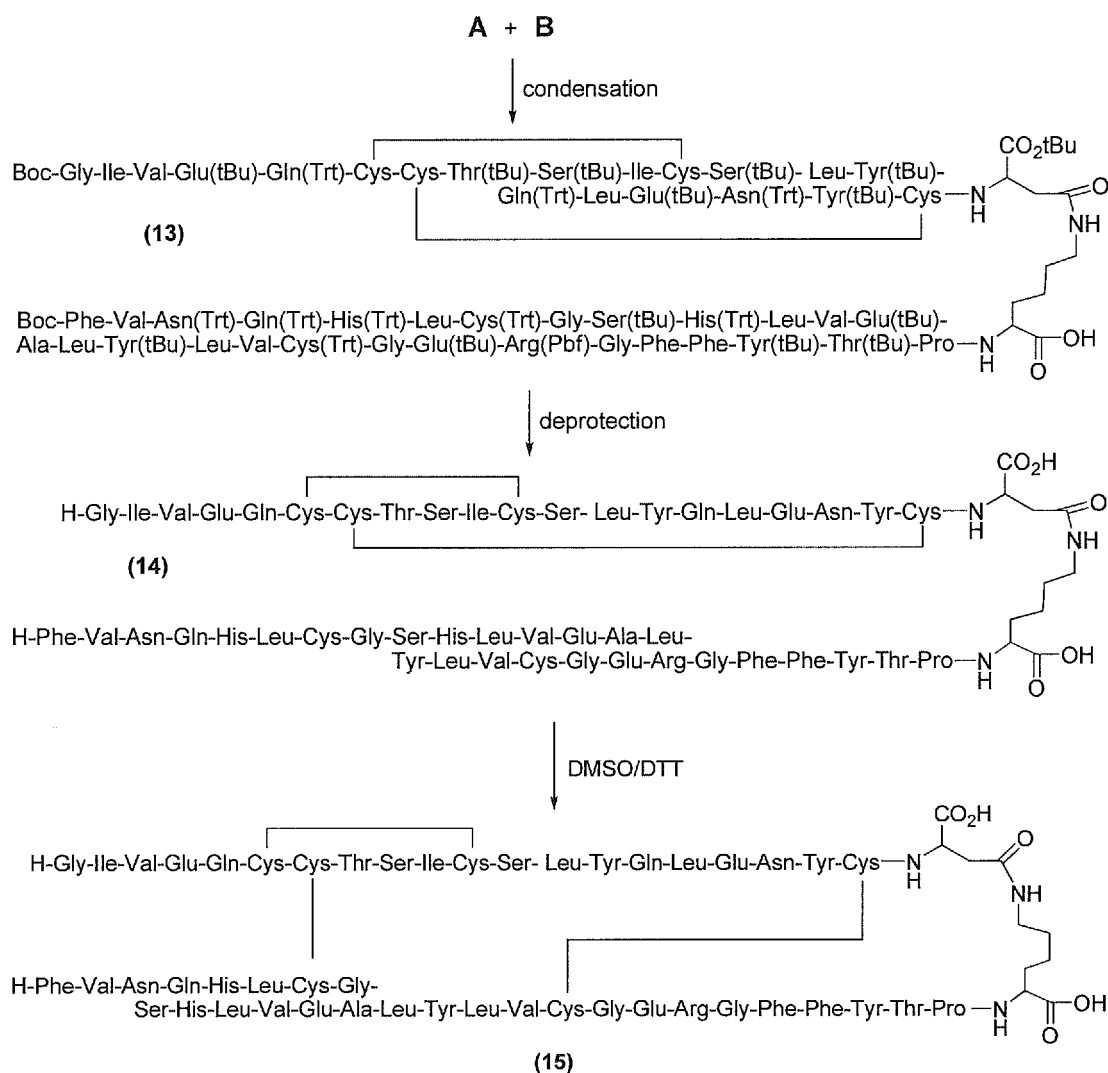 A + B
condensation
Boc-Gly-Ile-Val-Glu(tBu)-Gln(Trt)-Cys-Cys-Thr(tBu)-Ser(tBu)-Ile-Cys-Ser(tBu)- Leu-Tyr(tBu)-
Gln(Trt)-Leu-Glu(tBu)-Asn(Trt)-Tyr(tBu)-Cys
N
H
CO2tBu
O
NH
(13)
Boc-Phe-Val-Asn(Trt)-Gln(Trt)-His(Trt)-Leu-Cys(Trt)-Gly-Ser(tBu)-His(Trt)-Leu-Val-Glu(tBu)-
Ala-Leu-Tyr(tBu)-Leu-Val-Cys(Trt)-Gly-Glu(tBu)-Arg(Pbf)-Gly-Phe-Phe-Tyr(tBu)-Thr(tBu)-Pro
N
H
OH
O
deprotection
H-Gly-Ile-Val-Glu-Gln-Cys-Cys-Thr-Ser-Ile-Cys-Ser- Leu-Tyr-Gln-Leu-Glu-Asn-Tyr-Cys
N
H
CO2H
O
NH
(14)
H-Phe-Val-Asn-Gln-His-Leu-Cys-Gly-Ser-His-Leu-Val-Glu-Ala-Leu-
Tyr-Leu-Val-Cys-Gly-Glu-Arg-Gly-Phe-Phe-Tyr-Thr-Pro
N
H
OH
O
DMSO/DTT
H-Gly-Ile-Val-Glu-Gln-Cys-Cys-Thr-Ser-Ile-Cys-Ser- Leu-Tyr-Gln-Leu-Glu-Asn-Tyr-Cys
N
H
CO2H
O
NH
H-Phe-Val-Asn-Gln-His-Leu-Cys-Gly-
Ser-His-Leu-Val-Glu-Ala-Leu-Tyr-Leu-Val-Cys-Gly-Glu-Arg-Gly-Phe-Phe-Tyr-Thr-Pro
N
H
OH
O
(15)